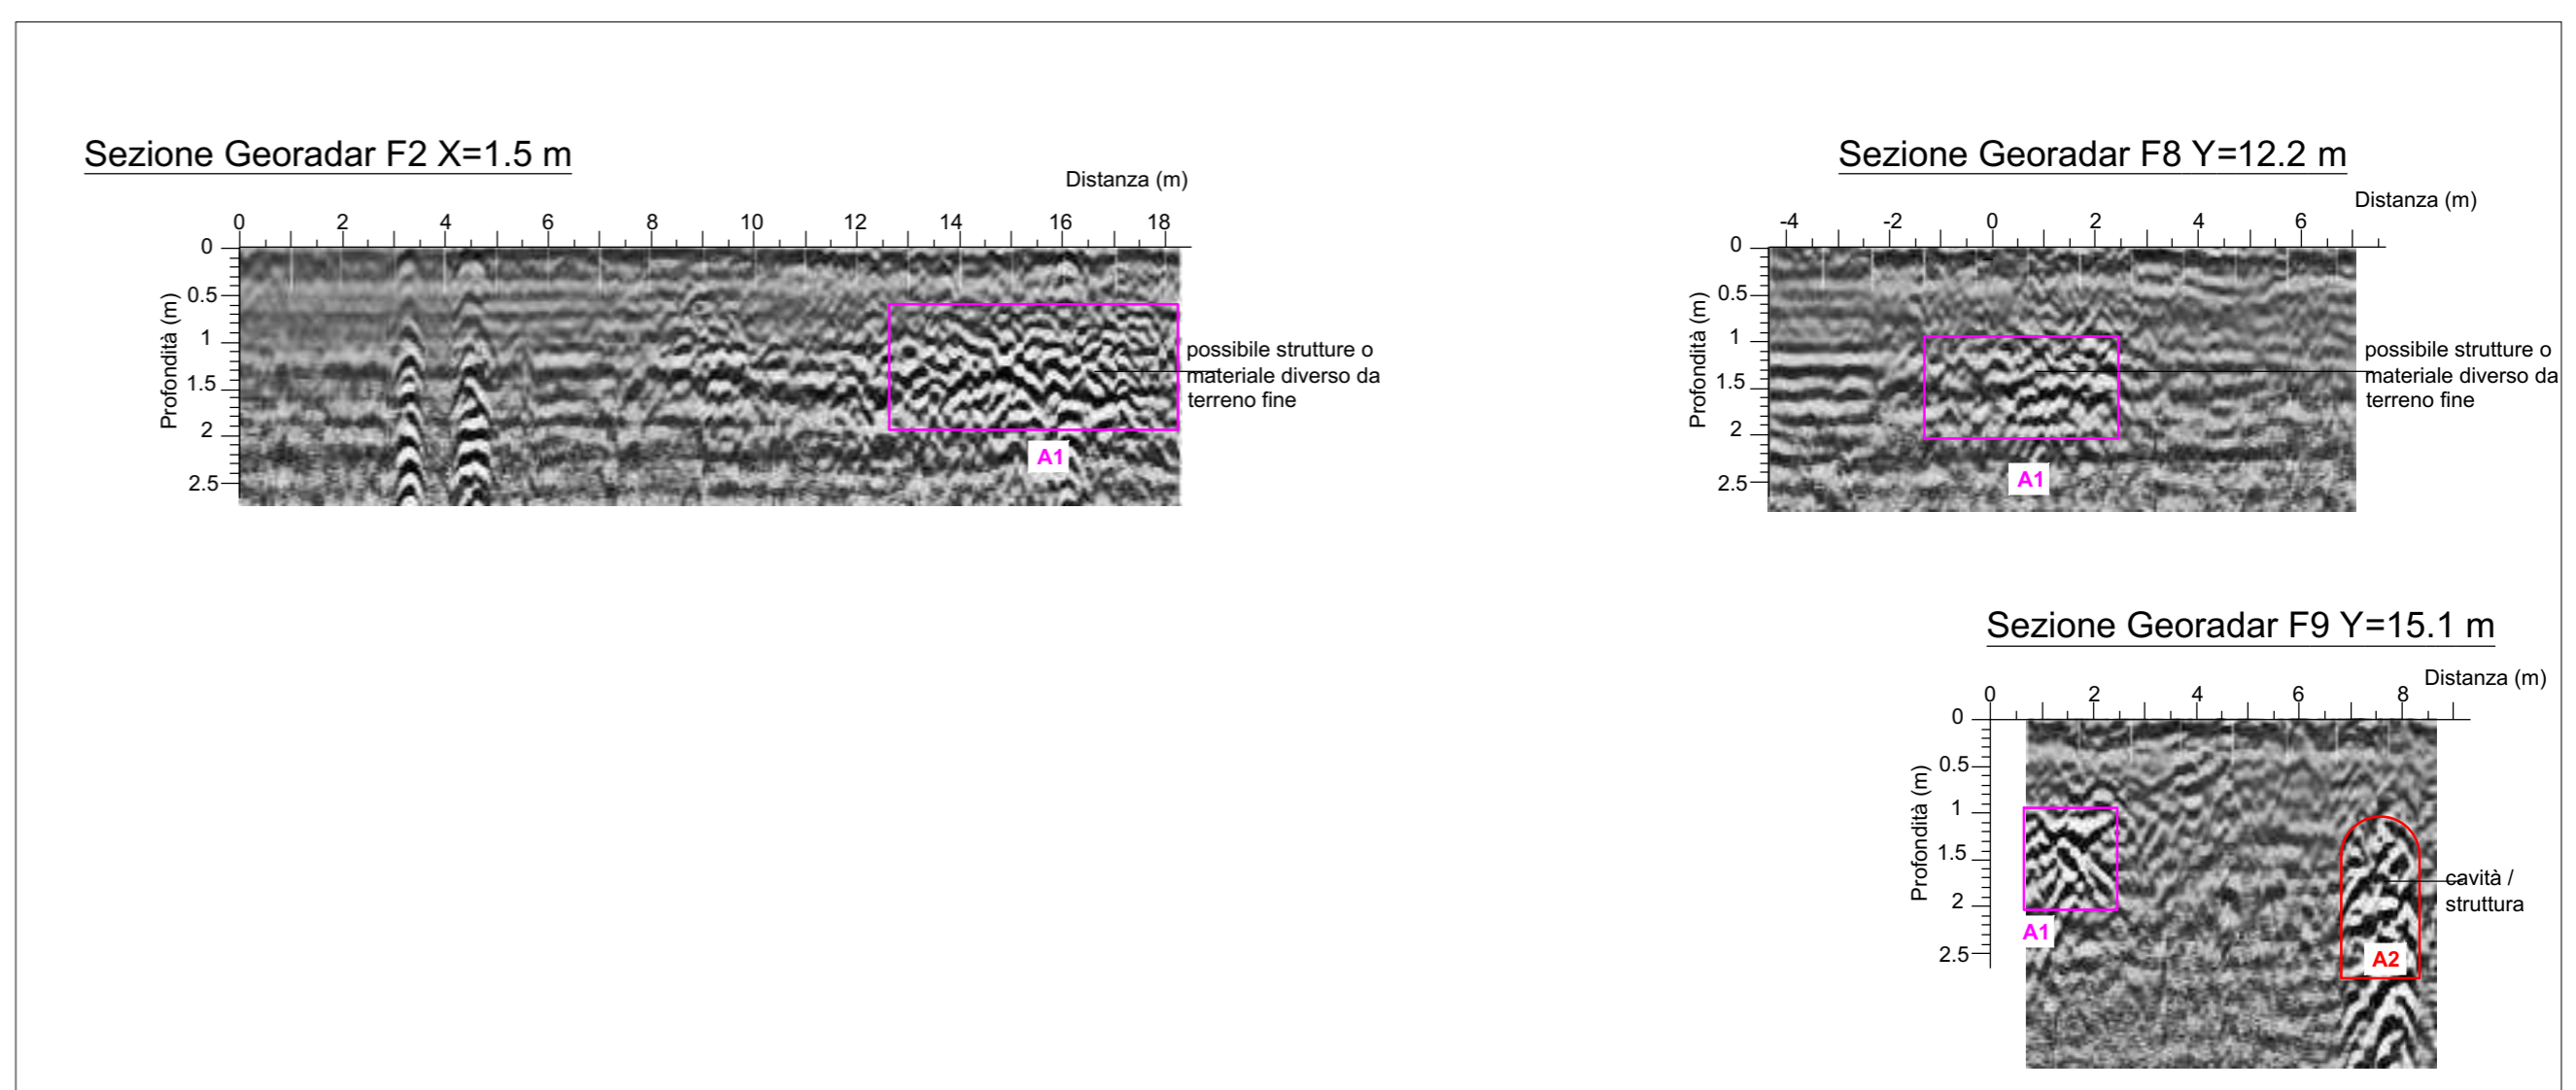 Sezione Georadar F2 X=1.5 m
Distanza (m)
0 2 4 6 8 10 12 14 16 18
Profondità (m)
0
0.5
1
1.5
2
2.5
possibile strutture o
materiale diverso da
terreno fine
A1
Sezione Georadar F8 Y=12.2 m
Distanza (m)
-4 -2 0 2 4 6
Profondità (m)
0
0.5
1
1.5
2
2.5
possibile strutture o
materiale diverso da
terreno fine
A1
Sezione Georadar F9 Y=15.1 m
Distanza (m)
0 2 4 6 8
Profondità (m)
0
0.5
1
1.5
2
2.5
A1
cavità /
struttura
A2